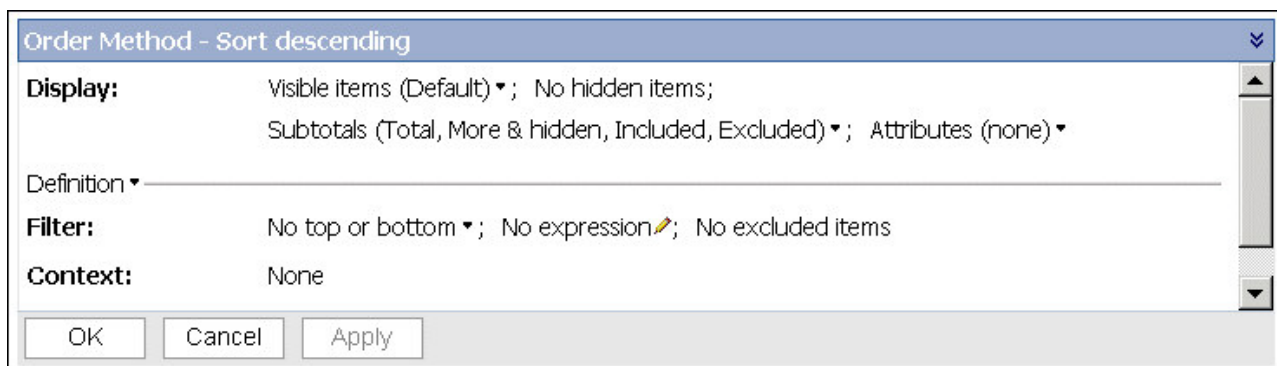 Order Method - Sort descending
Display: Visible items (Default) ; No hidden items;
Subtotals (Total, More & hidden, Included, Excluded) ; Attributes (none)
Definition
Filter: No top or bottom ; No expression ; No excluded items
Context: None
OK Cancel Apply